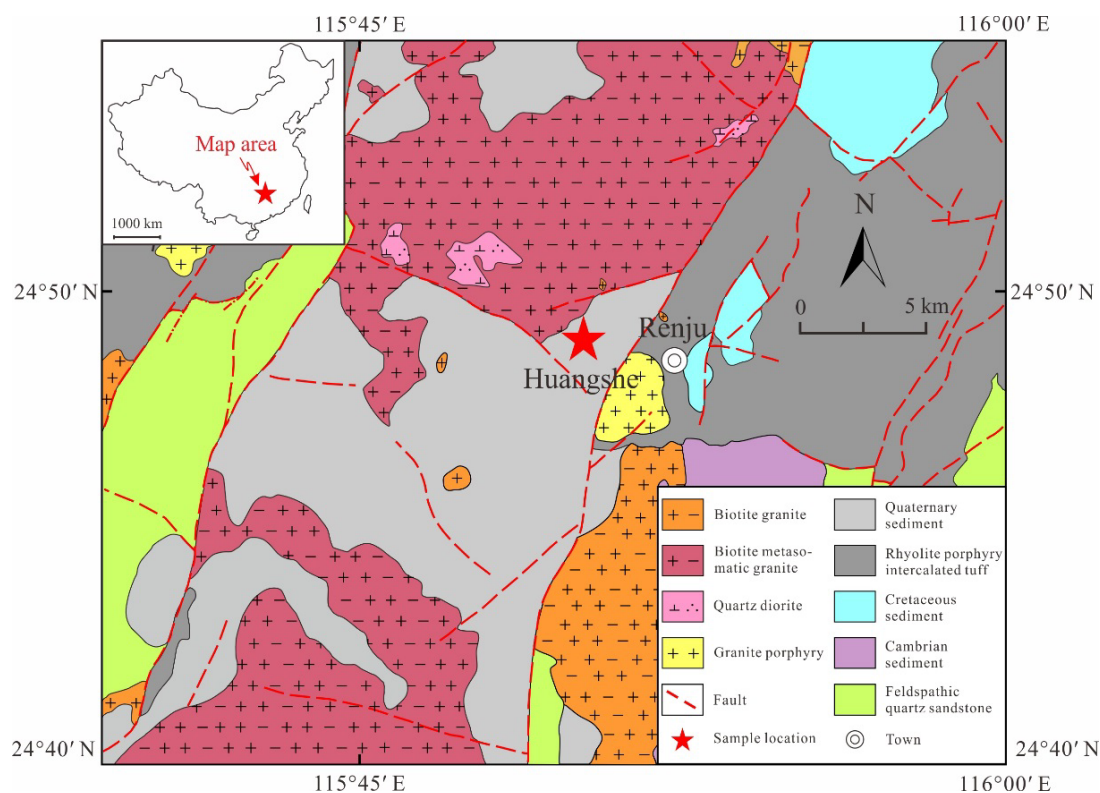 115°45′ E
116°00′ E
Map area
1000 km
N
24°50′ N
24°50′ N
0
5 km
Renju
Huangshe
Biotite granite
Quaternary
sediment
Biotite metaso-
matic granite
Rhyolite porphyry
intercalated tuff
Quartz diorite
Cretaceous
sediment
Granite porphyry
Cambrian
sediment
Fault
Feldspathic
quartz sandstone
Sample location
Town
24°40′ N
24°40′ N
115°45′ E
116°00′ E